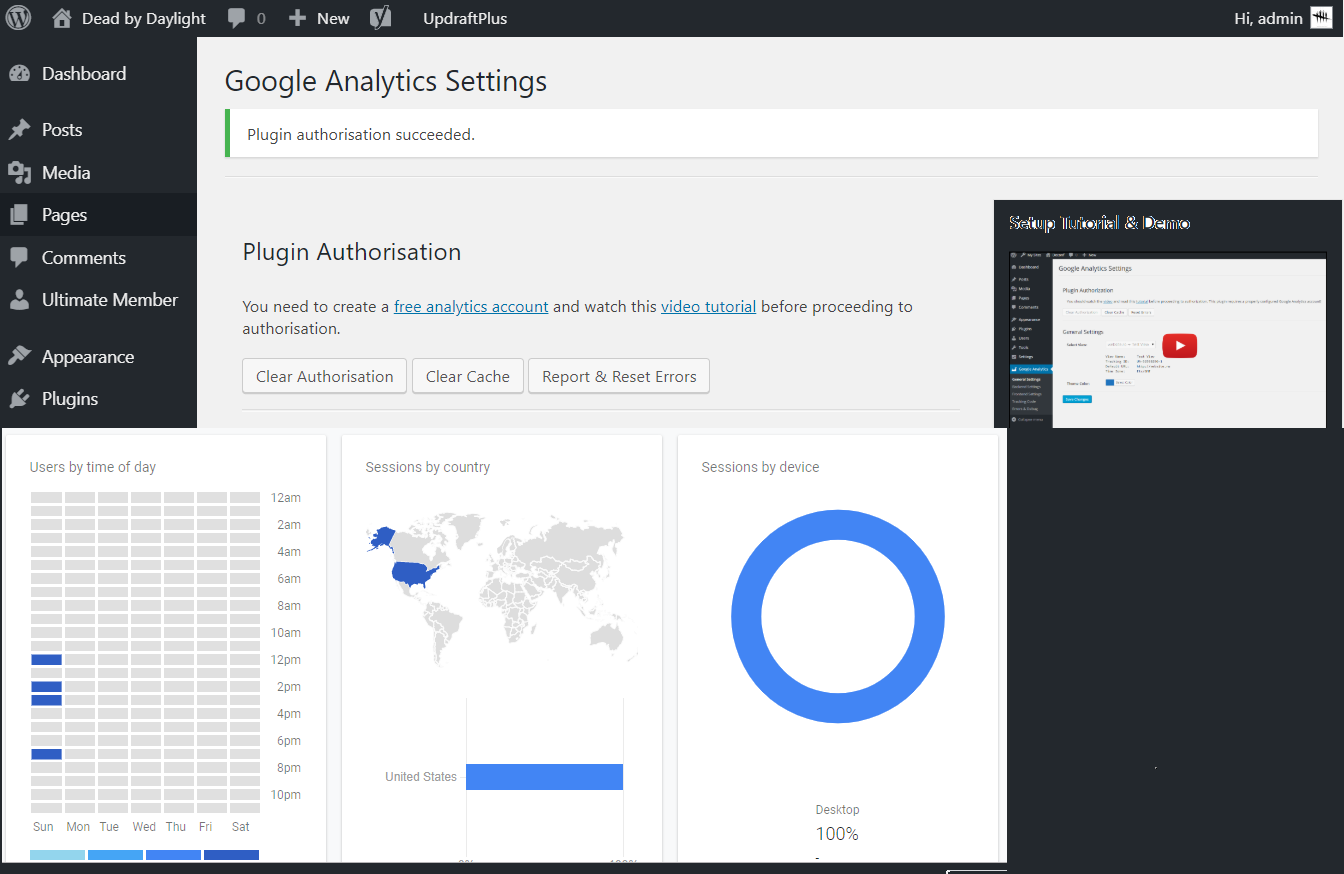 Dead by Daylight 0 New UpdraftPlus Hi, admin
Dashboard
Posts
Media
Pages
Comments
Ultimate Member
Appearance
Plugins
Google Analytics Settings
Plugin authorisation succeeded.
Plugin Authorisation
You need to create a free analytics account and watch this video tutorial before proceeding to
authorisation.
Clear Authorisation Clear Cache Report & Reset Errors
Setup Tutorial & Demo
Google Analytics Settings
Plugin Authorization
General Settings
Users by time of day
12am
2am
4am
6am
8am
10am
12pm
2pm
4pm
6pm
8pm
10pm
Sun Mon Tue Wed Thu Fri Sat
Sessions by country
United States
Sessions by device
Desktop
100%
-